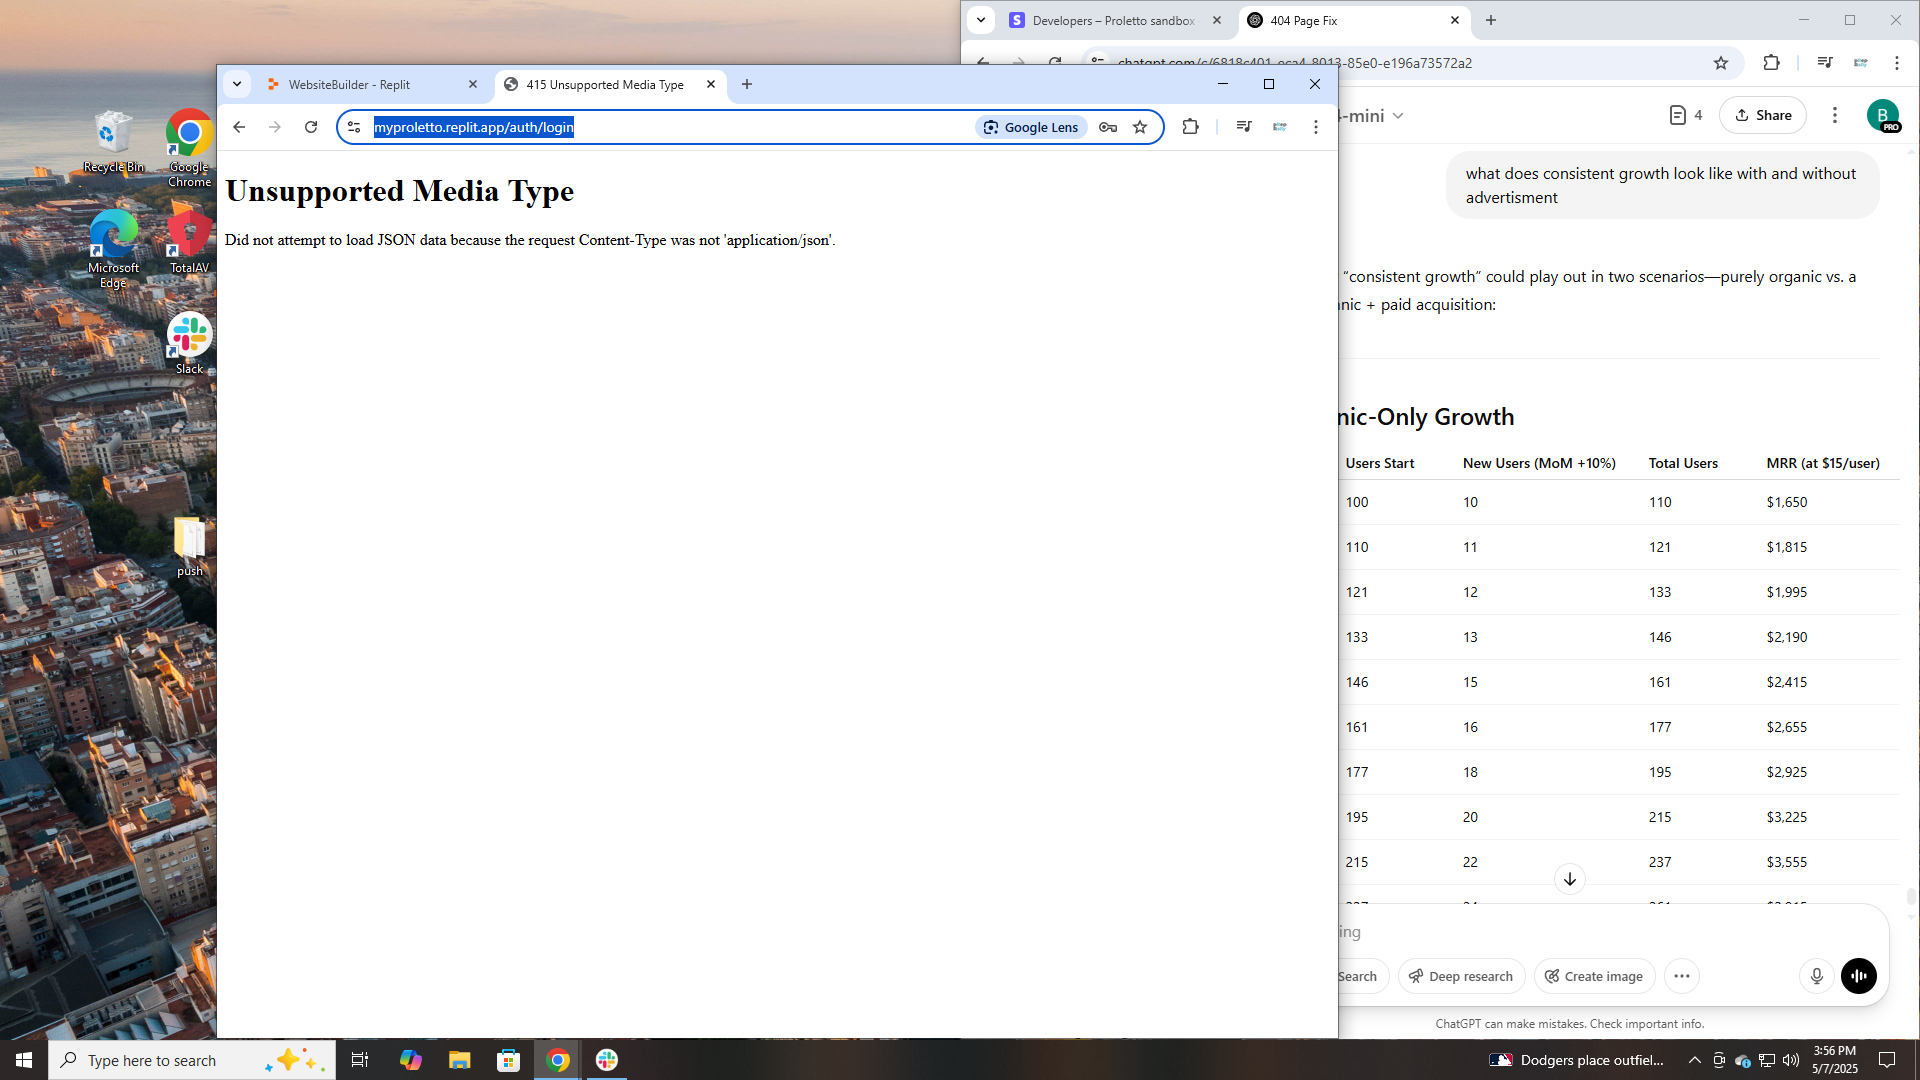 Developers – Proletto sandbox
404 Page Fix
chatgpt.com/c/6818c401-eca4-8013-85e0-e196a73572a2
WebsiteBuilder - Replit
415 Unsupported Media Type
myproletto.replit.app/auth/login
Google Lens
Unsupported Media Type
Did not attempt to load JSON data because the request Content-Type was not 'application/json'.
Recycle Bin
Google
Chrome
Microsoft
Edge
TotalAV
Slack
push
4-mini
4
Share
B
PRO
what does consistent growth look like with and without
advertisment
“consistent growth” could play out in two scenarios—purely organic vs. a
nic + paid acquisition:
nic-Only Growth
Users Start New Users (MoM +10%) Total Users MRR (at $15/user)
100 10 110 $1,650
110 11 121 $1,815
121 12 133 $1,995
133 13 146 $2,190
146 15 161 $2,415
161 16 177 $2,655
177 18 195 $2,925
195 20 215 $3,225
215 22 237 $3,555
ing
Search
Deep research
Create image
ChatGPT can make mistakes. Check important info.
Type here to search
Dodgers place outfiel...
3:56 PM
5/7/2025